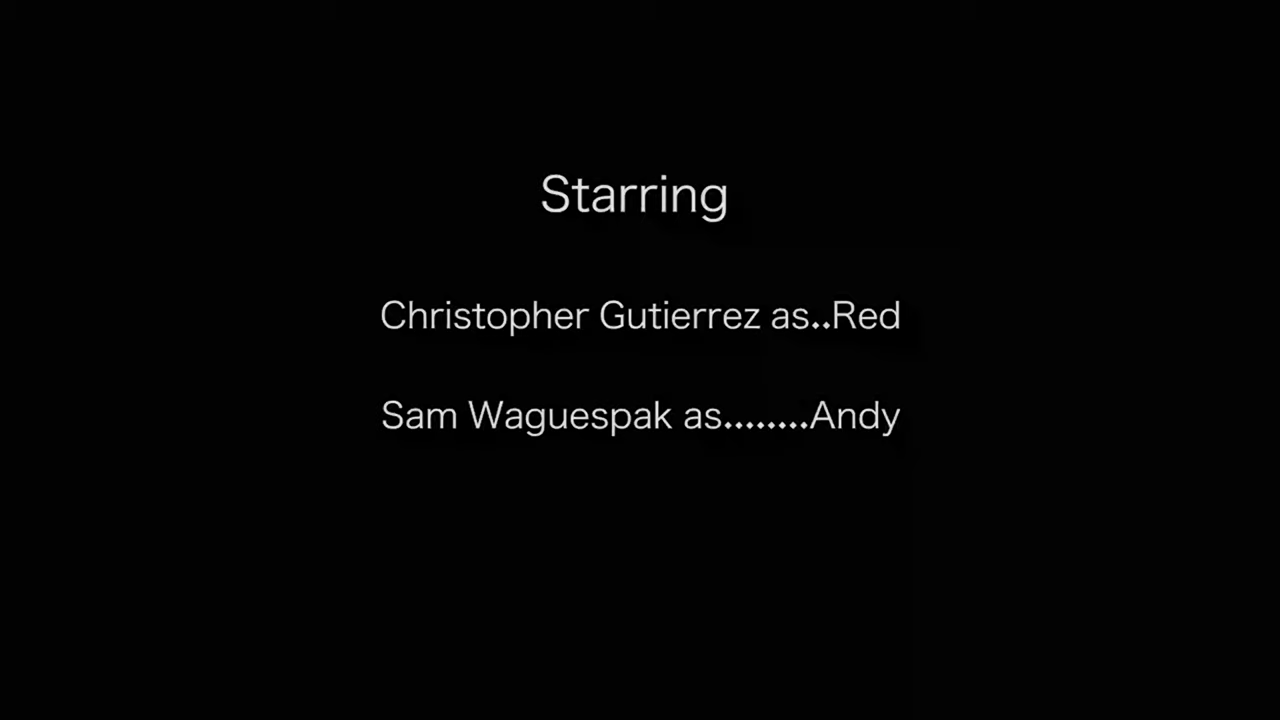 Starring
Christopher Gutierrez as..Red
Sam Waguespak as........Andy